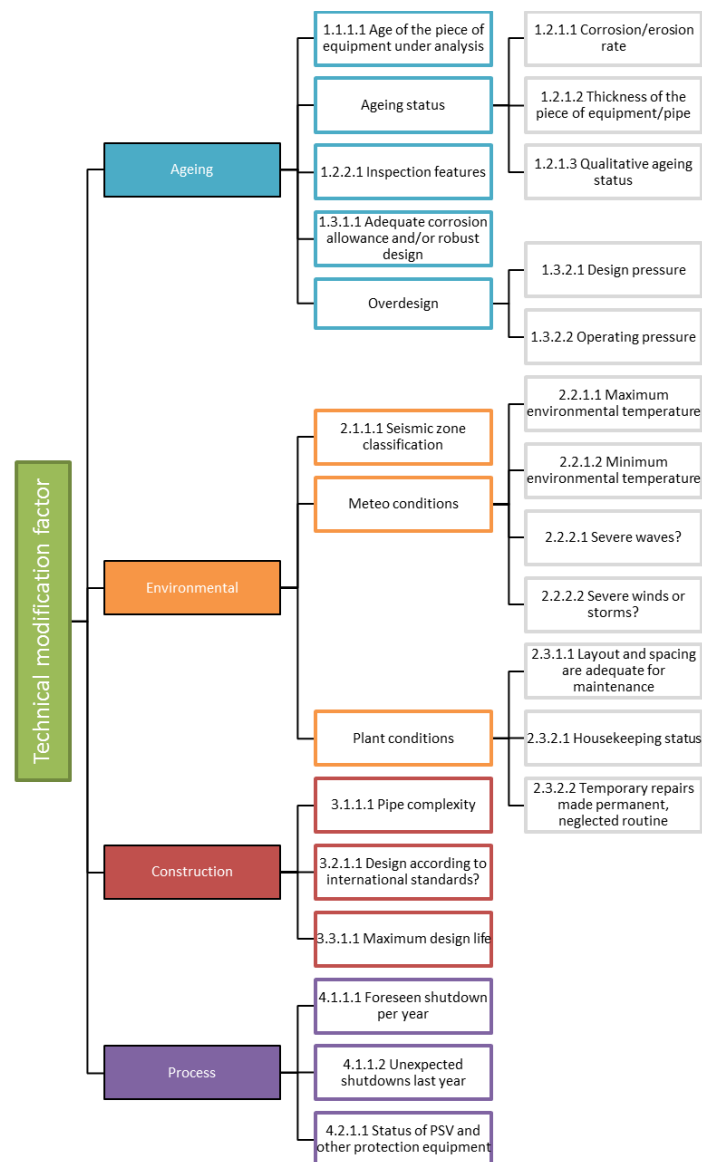 Technical modification factor
Ageing
1.1.1.1 Age of the piece of
equipment under analysis
Ageing status
1.2.1.1 Corrosion/erosion
rate
1.2.1.2 Thickness of the
piece of equipment/pipe
1.2.1.3 Qualitative ageing
status
1.2.2.1 Inspection features
1.3.1.1 Adequate corrosion
allowance and/or robust
design
Overdesign
1.3.2.1 Design pressure
1.3.2.2 Operating pressure
Environmental
2.1.1.1 Seismic zone
classification
Meteo conditions
2.2.1.1 Maximum
environmental temperature
2.2.1.2 Minimum
environmental temperature
2.2.2.1 Severe waves?
2.2.2.2 Severe winds or
storms?
Plant conditions
2.3.1.1 Layout and spacing
are adequate for
maintenance
2.3.2.1 Housekeeping status
2.3.2.2 Temporary repairs
made permanent,
neglected routine
Construction
3.1.1.1 Pipe complexity
3.2.1.1 Design according to
international standards?
3.3.1.1 Maximum design life
Process
4.1.1.1 Foreseen shutdown
per year
4.1.1.2 Unexpected
shutdowns last year
4.2.1.1 Status of PSV and
other protection equipment